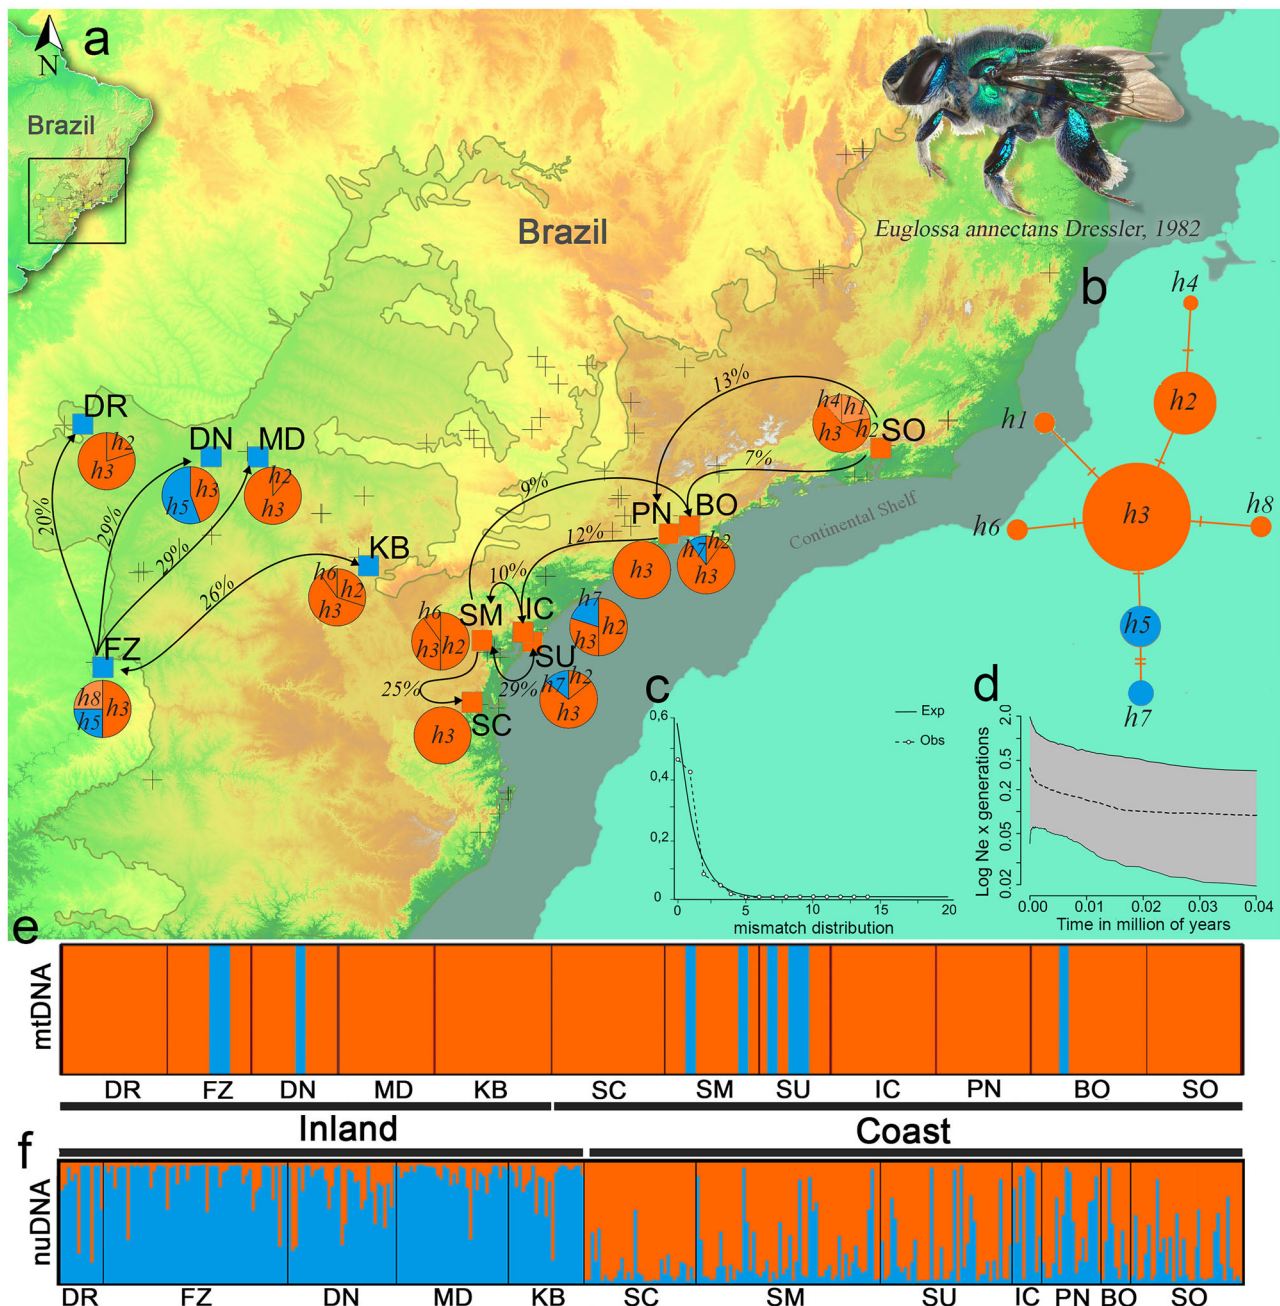 a
N
Brazil
Brazil
Euglossa annectans Dressler, 1982
b
h4
h2
h1
h3
h6
h8
h5
h7
DR
h2
h3
DN
h3
h5
MD
h2
h3
20%
29%
29%
26%
KB
h6
h2
h3
FZ
h8
h3
h5
13%
h4
h1
h2
h3
SO
7%
9%
PN
BO
12%
h3
h7
h2
h3
Continental Shelf
10%
SM
IC
h6
h3
h2
h7
h2
h3
SU
25%
29%
h7
h2
h3
SC
h3
c
Exp
Obs
0,6
0,4
0,2
0
0
5
10
15
20
mismatch distribution
d
Log Ne x generations
2.0
0.5
0.2
0.05
0.02
0.00
0.01
0.02
0.03
0.04
Time in million of years
e
mtDNA
DR FZ DN MD KB SC SM SU IC PN BO SO
Inland Coast
f
nuDNA
DR FZ DN MD KB SC SM SU IC PN BO SO